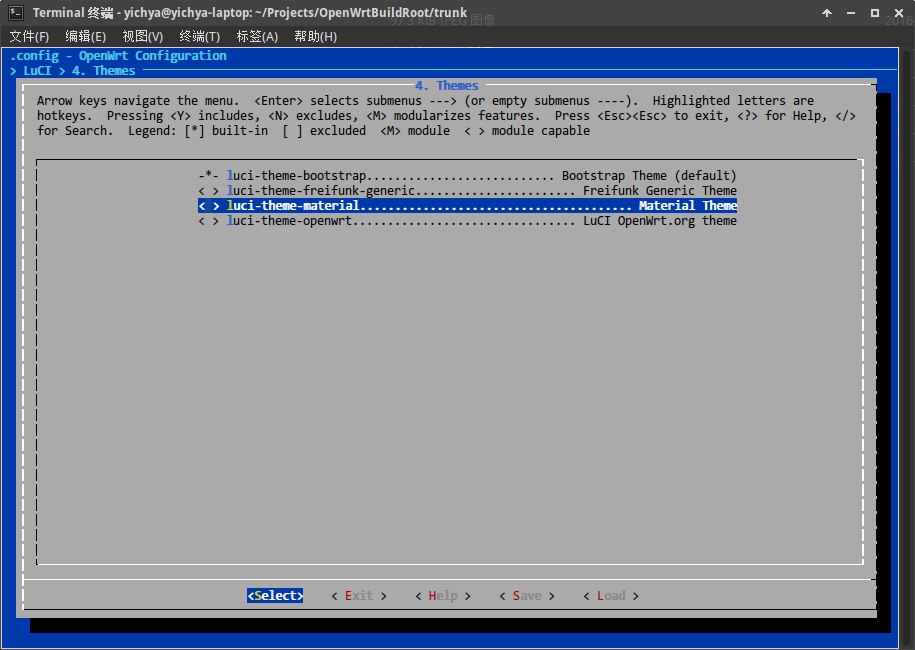 Terminal 终端 - yichya@yichya-laptop: ~/Projects/OpenWrtBuildRoot/trunk
文件(F) 编辑(E) 视图(V) 终端(T) 标签(A) 帮助(H)
.config - OpenWrt Configuration
> LuCI > 4. Themes
4. Themes
Arrow keys navigate the menu.  <Enter> selects submenus ---> (or empty submenus ----).  Highlighted letters are
hotkeys.  Pressing <Y> includes, <N> excludes, <M> modularizes features.  Press <Esc><Esc> to exit, <?> for Help, </>
for Search.  Legend: [*] built-in  [ ] excluded  <M> module  < > module capable
-*- luci-theme-bootstrap.......................... Bootstrap Theme (default)
< > luci-theme-freifunk-generic....................... Freifunk Generic Theme
< > luci-theme-material....................................... Material Theme
< > luci-theme-openwrt................................ LuCI OpenWrt.org theme
<Select>    < Exit >    < Help >    < Save >    < Load >